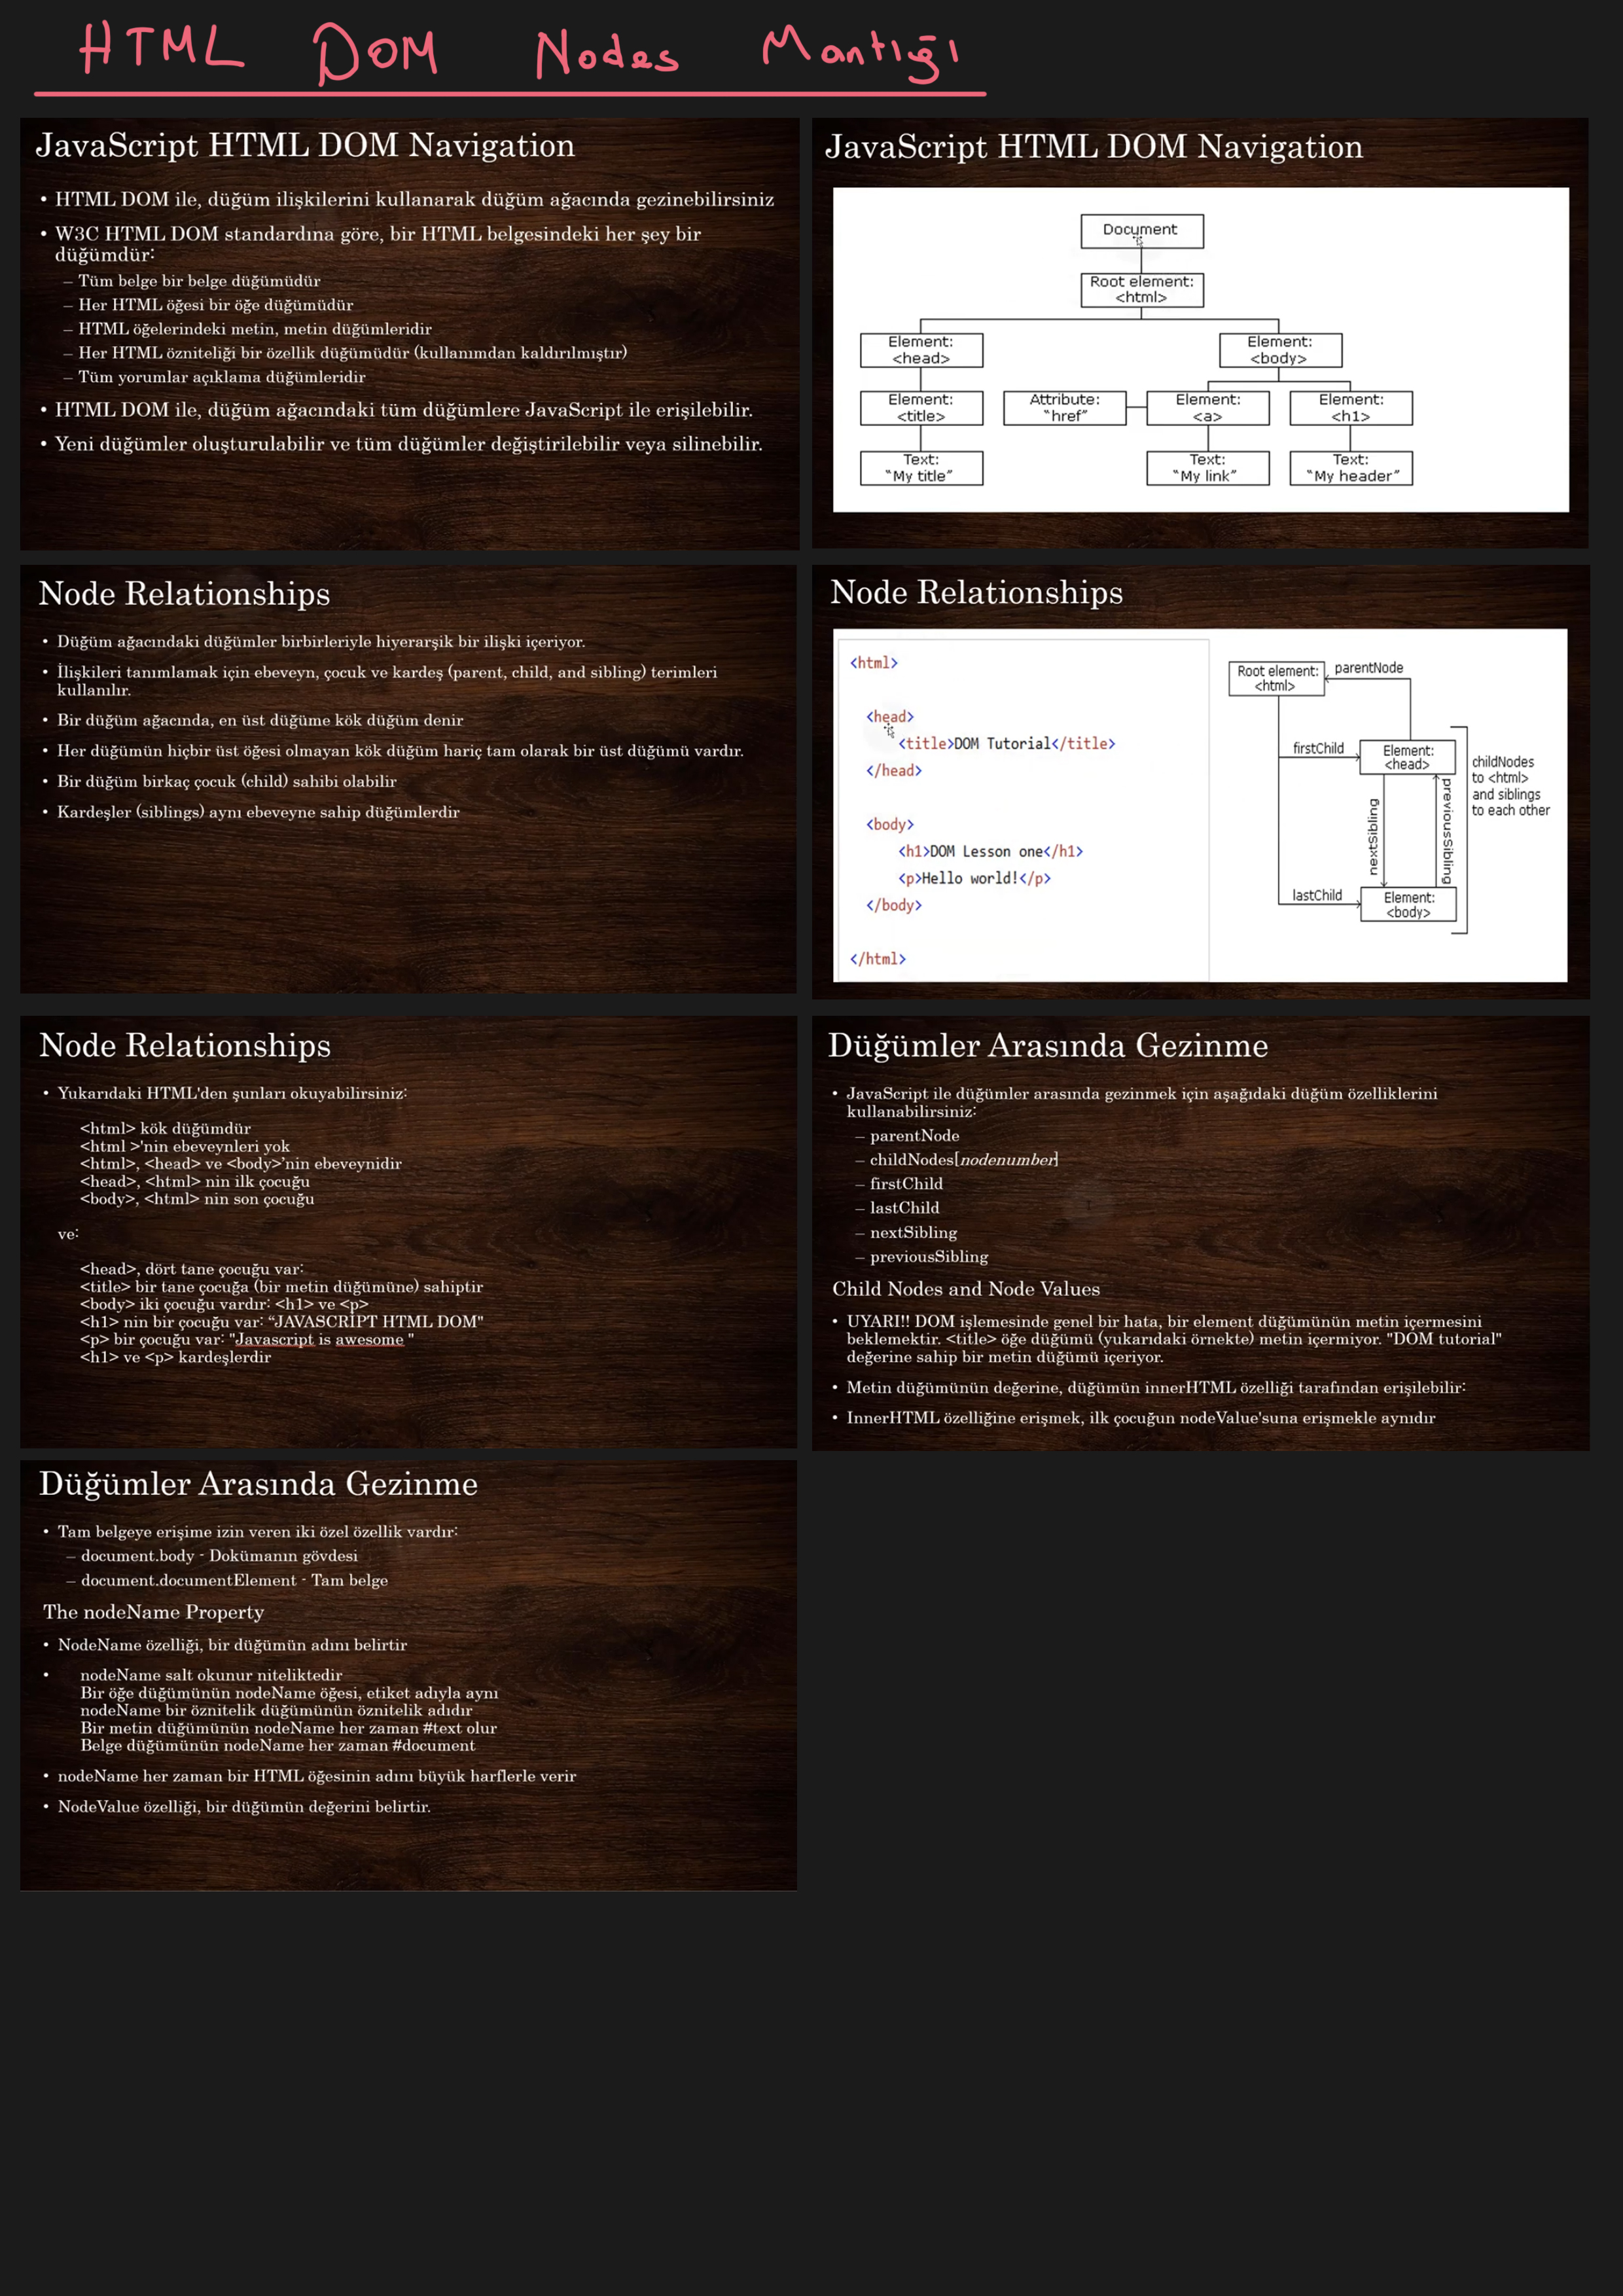 HTML DOM Nodes Mantığı
JavaScript HTML DOM Navigation
• HTML DOM ile, düğüm ilişkilerini kullanarak düğüm ağacında gezinebilirsiniz
• W3C HTML DOM standardına göre, bir HTML belgesindeki her şey bir
düğümdür:
– Tüm belge bir belge düğümüdür
– Her HTML öğesi bir öğe düğümüdür
– HTML öğelerindeki metin, metin düğümleridir
– Her HTML özniteliği bir özellik düğümüdür (kullanımdan kaldırılmıştır)
– Tüm yorumlar açıklama düğümleridir
• HTML DOM ile, düğüm ağacındaki tüm düğümlere JavaScript ile erişilebilir.
• Yeni düğümler oluşturulabilir ve tüm düğümler değiştirilebilir veya silinebilir.
JavaScript HTML DOM Navigation
Document
Root element:
<html>
Element:
<head>
Element:
<body>
Element:
<title>
Attribute:
"href"
Element:
<a>
Element:
<h1>
Text:
"My title"
Text:
"My link"
Text:
"My header"
Node Relationships
• Düğüm ağacındaki düğümler birbirleriyle hiyerarşik bir ilişki içeriyor.
• İlişkileri tanımlamak için ebeveyn, çocuk ve kardeş (parent, child, and sibling) terimleri
kullanılır.
• Bir düğüm ağacında, en üst düğüme kök düğüm denir
• Her düğümün hiçbir üst öğesi olmayan kök düğüm hariç tam olarak bir üst düğümü vardır.
• Bir düğüm birkaç çocuk (child) sahibi olabilir
• Kardeşler (siblings) aynı ebeveyne sahip düğümlerdir
Node Relationships
<html>
<head>
<title>DOM Tutorial</title>
</head>
<body>
<h1>DOM Lesson one</h1>
<p>Hello world!</p>
</body>
</html>
Root element:
<html>
parentNode
firstChild
Element:
<head>
childNodes
to <html>
and siblings
to each other
nextSibling
previousSibling
lastChild
Element:
<body>
Node Relationships
• Yukarıdaki HTML'den şunları okuyabilirsiniz:
<html> kök düğümdür
<html >'nin ebeveynleri yok
<html>, <head> ve <body>'nin ebeveynidir
<head>, <html> nin ilk çocuğu
<body>, <html> nin son çocuğu
ve:
<head>, dört tane çocuğu var:
<title> bir tane çocuğa (bir metin düğümüne) sahiptir
<body> iki çocuğu vardır: <h1> ve <p>
<h1> nin bir çocuğu var: "JAVASCRİPT HTML DOM"
<p> bir çocuğu var: "Javascript is awesome "
<h1> ve <p> kardeşlerdir
Düğümler Arasında Gezinme
• JavaScript ile düğümler arasında gezinmek için aşağıdaki düğüm özelliklerini
kullanabilirsiniz:
– parentNode
– childNodes[nodenumber]
– firstChild
– lastChild
– nextSibling
– previousSibling
Child Nodes and Node Values
• UYARI!! DOM işlemesinde genel bir hata, bir element düğümünün metin içermesini
beklemektir. <title> öğe düğümü (yukarıdaki örnekte) metin içermiyor. "DOM tutorial"
değerine sahip bir metin düğümü içeriyor.
• Metin düğümünün değerine, düğümün innerHTML özelliği tarafından erişilebilir:
• InnerHTML özelliğine erişmek, ilk çocuğun nodeValue'suna erişmekle aynıdır
Düğümler Arasında Gezinme
• Tam belgeye erişime izin veren iki özel özellik vardır:
– document.body - Dokümanın gövdesi
– document.documentElement - Tam belge
The nodeName Property
• NodeName özelliği, bir düğümün adını belirtir
• nodeName salt okunur niteliktedir
Bir öğe düğümünün nodeName öğesi, etiket adıyla aynı
nodeName bir öznitelik düğümünün öznitelik adıdır
Bir metin düğümünün nodeName her zaman #text olur
Belge düğümünün nodeName her zaman #document
• nodeName her zaman bir HTML öğesinin adını büyük harflerle verir
• NodeValue özelliği, bir düğümün değerini belirtir.